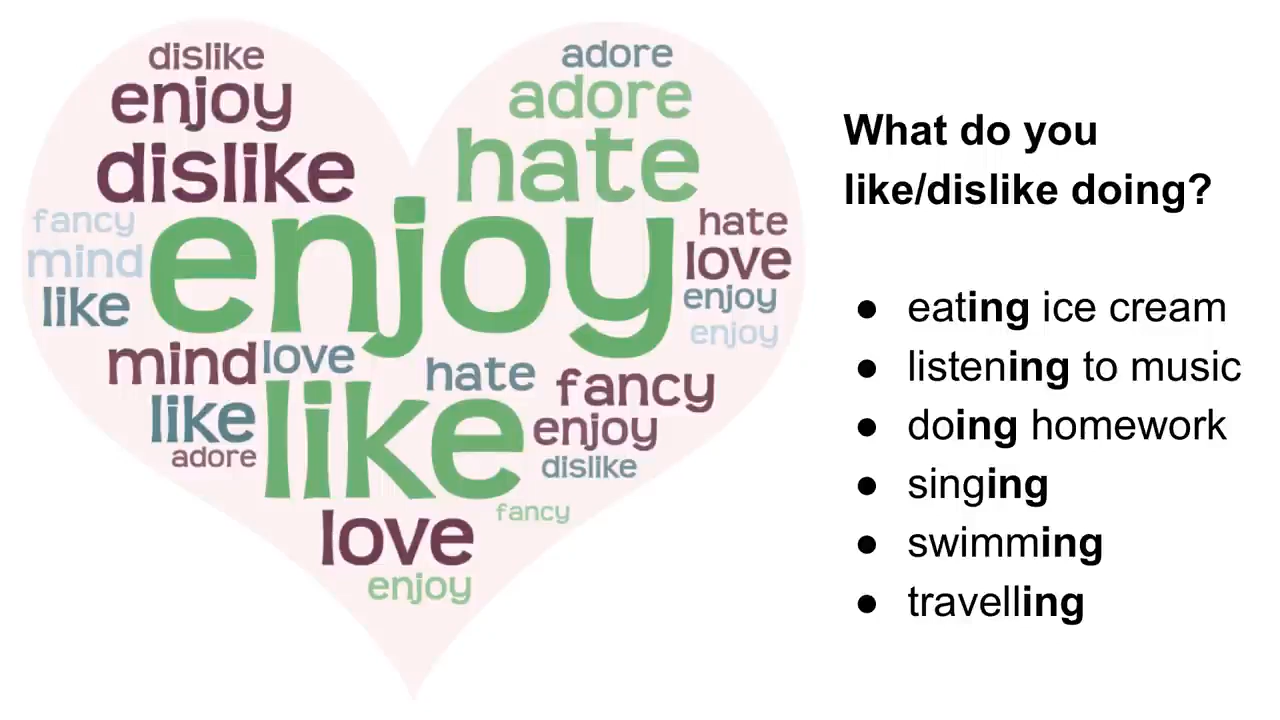 dislike
enjoy
dislike
adore
adore
hate
fancy
mind
like
enjoy
hate
love
enjoy
enjoy
mind love
like
adore
like
hate
fancy
enjoy
dislike
fancy
love
enjoy
What do you
like/dislike doing?
● eating ice cream
● listening to music
● doing homework
● singing
● swimming
● travelling